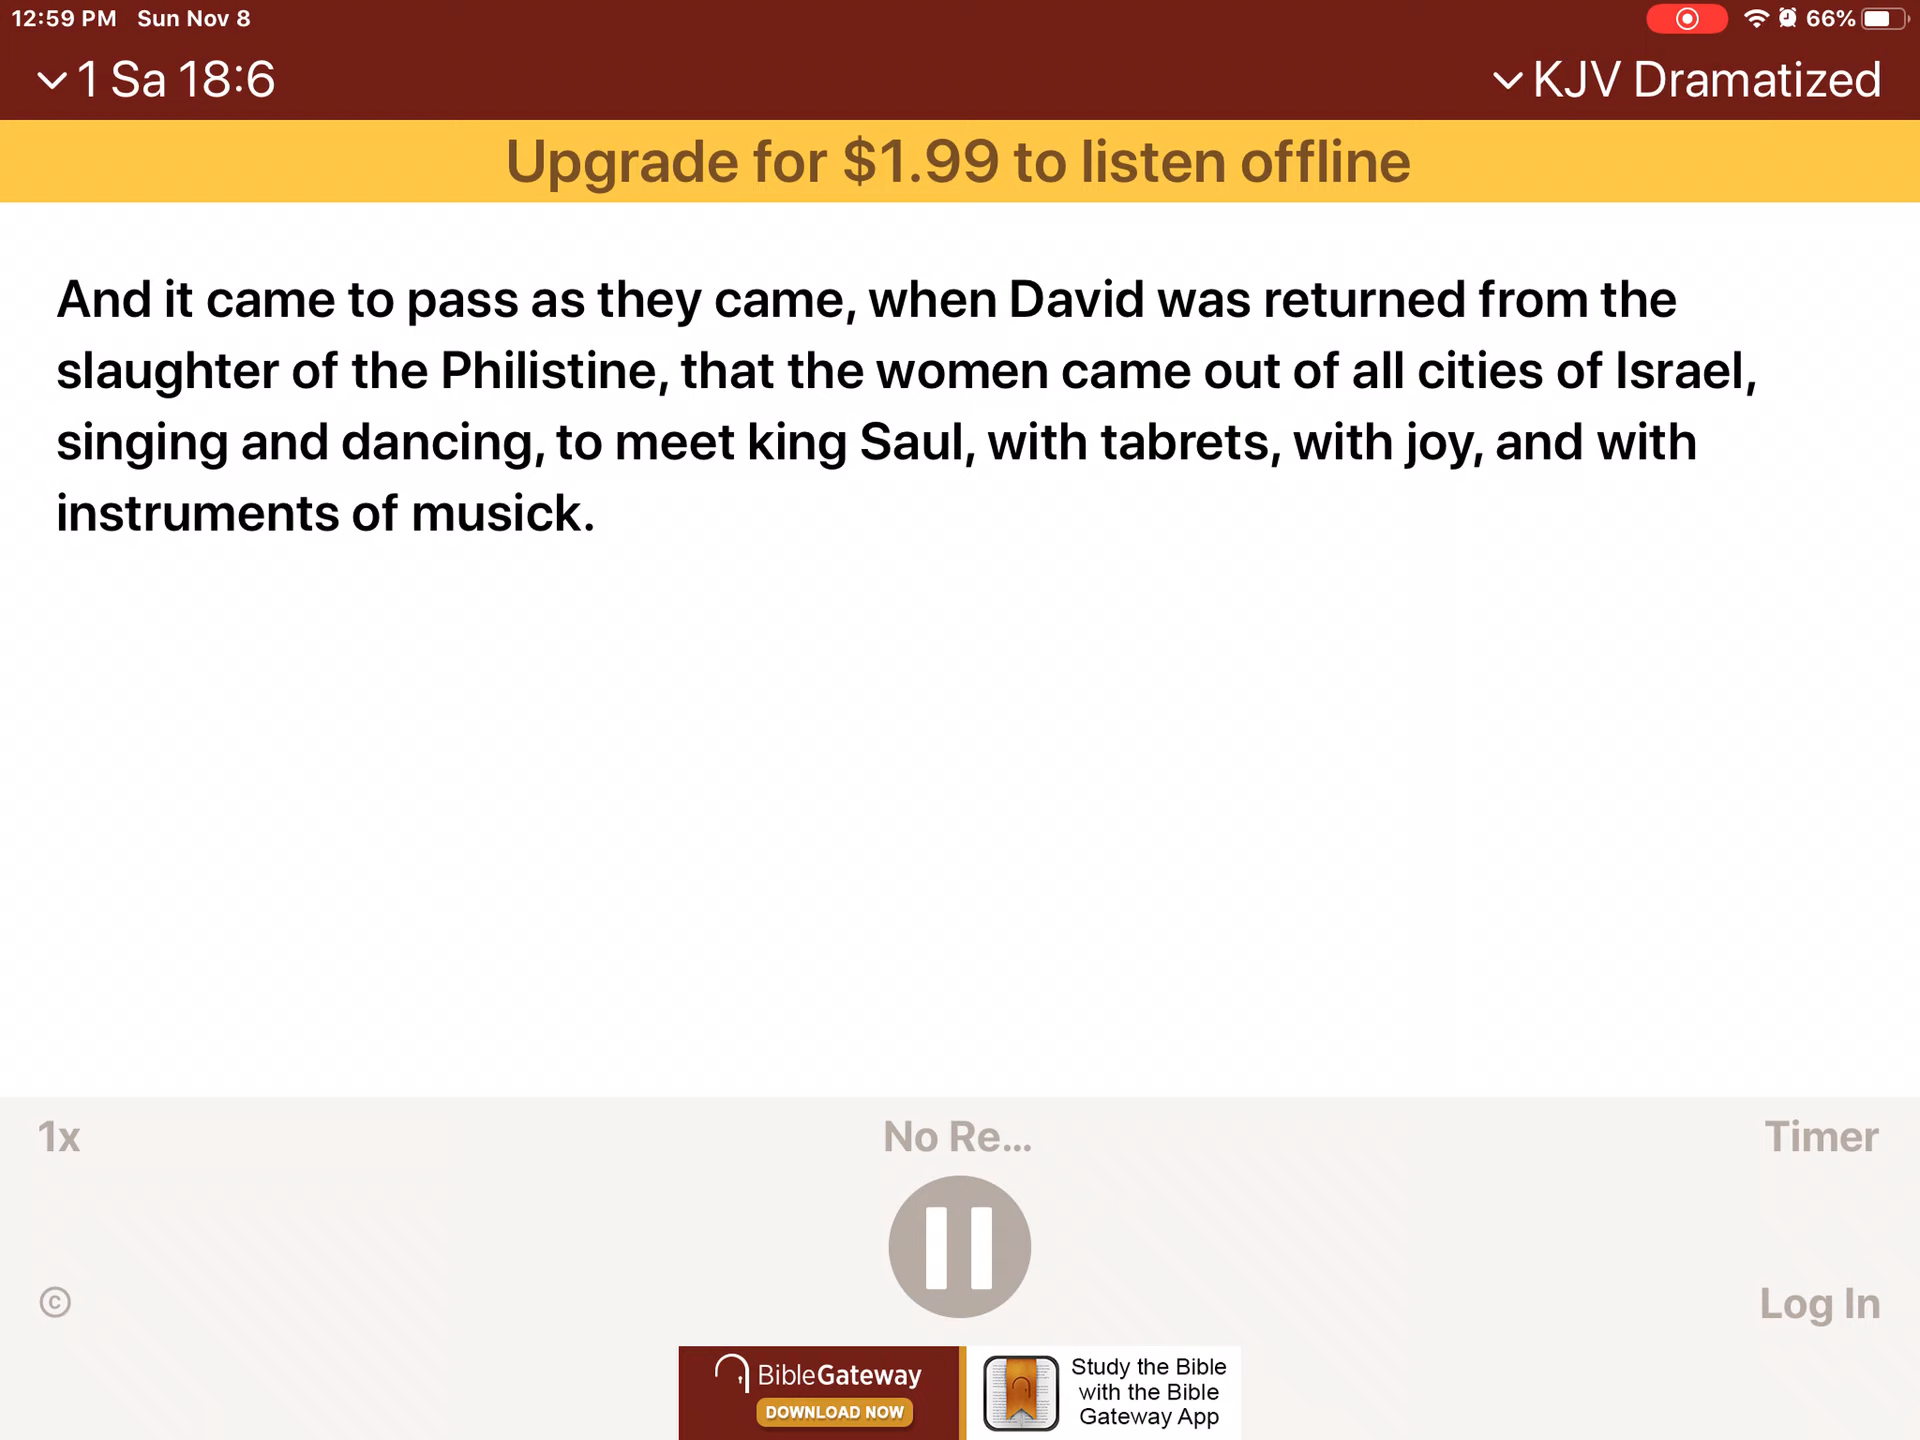 12:59 PM Sun Nov 8 66%
1 Sa 18:6 KJV Dramatized
Upgrade for $1.99 to listen offline
And it came to pass as they came, when David was returned from the
slaughter of the Philistine, that the women came out of all cities of Israel,
singing and dancing, to meet king Saul, with tabrets, with joy, and with
instruments of musick.
1x No Re... Timer
© Log In
BibleGateway
DOWNLOAD NOW
Study the Bible
with the Bible
Gateway App